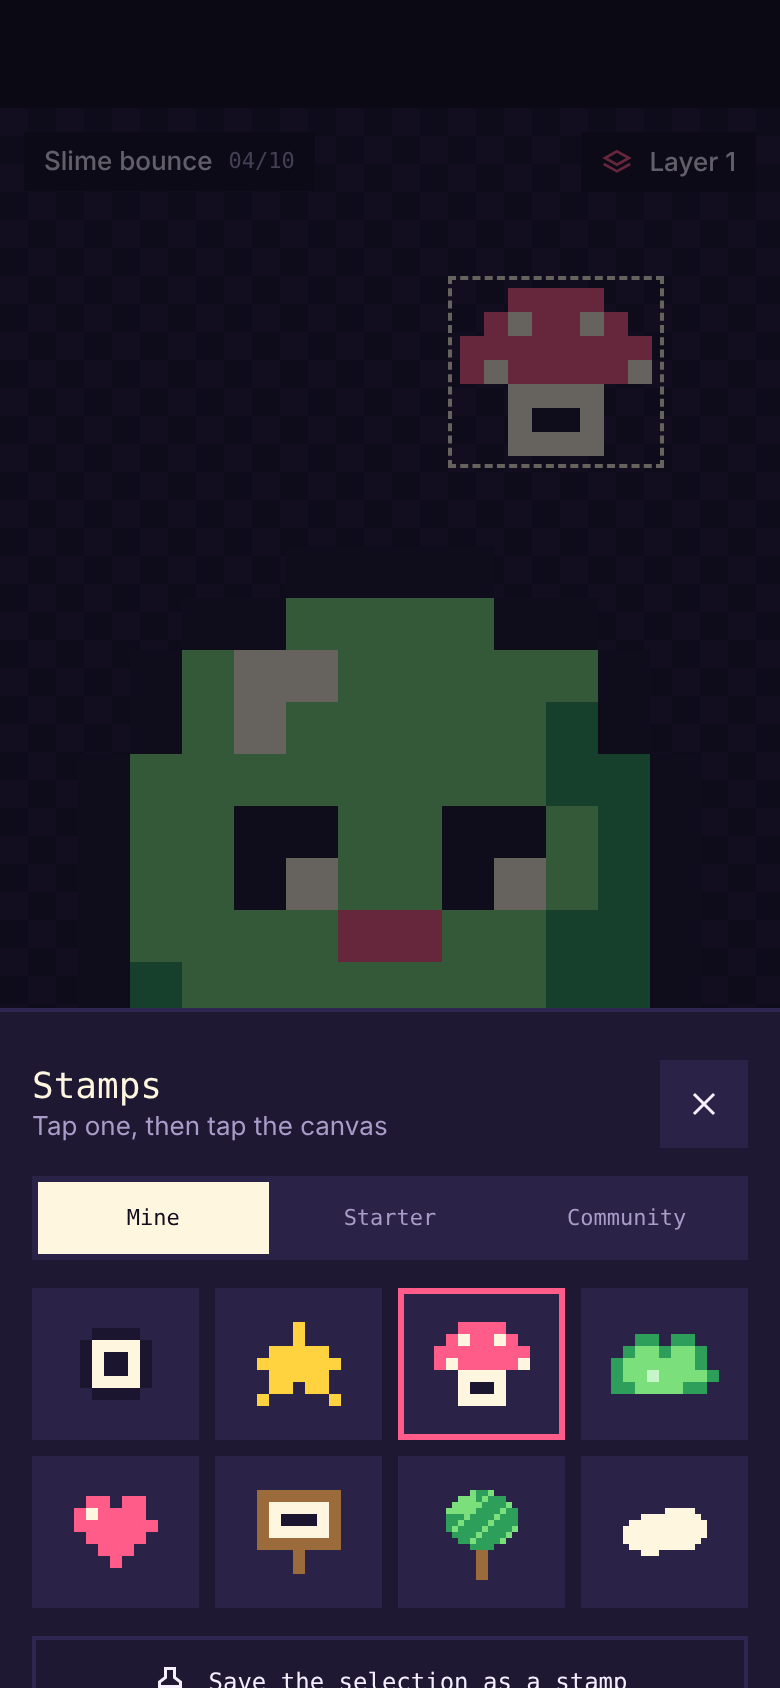 Slime bounce 04/10
Layer 1
Stamps
Tap one, then tap the canvas
Mine
Starter
Community
Save the selection as a stamp